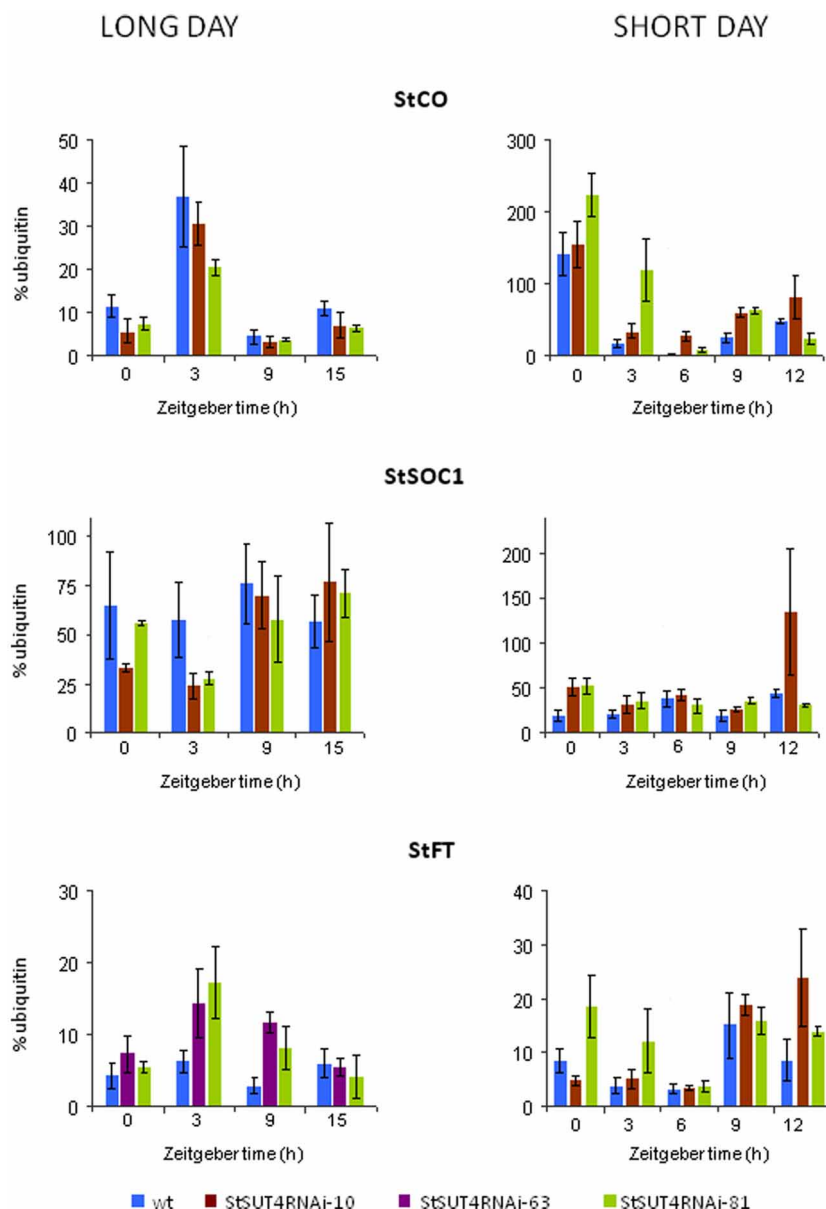 LONG DAY SHORT DAY
StCO
50 300
40
200
30
20
100
10
0 0
% ubiquitin
0 3 9 15 0 3 6 9 12
Zeitgeber time (h) Zeitgeber time (h)
StSOC1
100 200
75 150
50 100
25 50
0 0
% ubiquitin
0 3 9 15 0 3 6 9 12
Zeitgeber time (h) Zeitgeber time (h)
StFT
30 40
30
20
20
10
10
0 0
% ubiquitin
0 3 9 15 0 3 6 9 12
Zeitgeber time (h) Zeitgeber time (h)
wt StSUT4RNAi-10 StSUT4RNAi-63 StSUT4RNAi-81